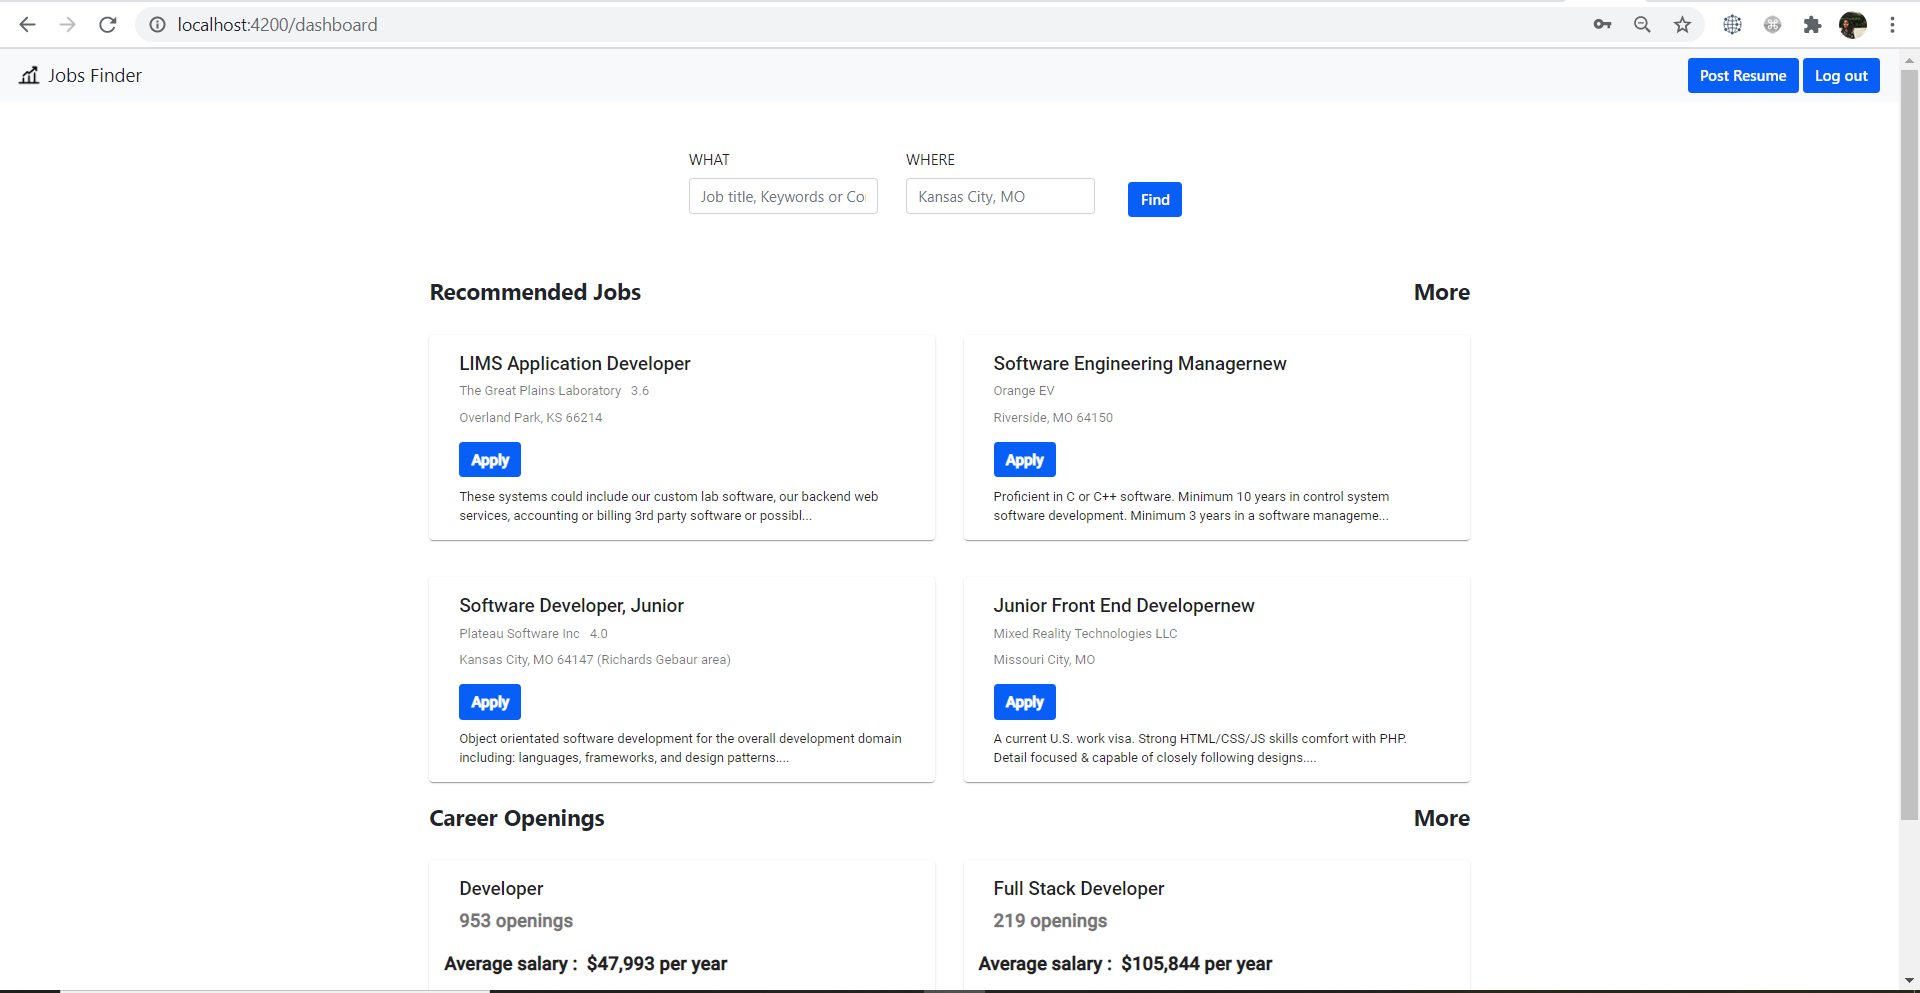 localhost:4200/dashboard
Jobs Finder
Post Resume
Log out
WHAT
WHERE
Job title, Keywords or Co
Kansas City, MO
Find
Recommended Jobs
More
LIMS Application Developer
The Great Plains Laboratory 3.6
Overland Park, KS 66214
Apply
These systems could include our custom lab software, our backend web
services, accounting or billing 3rd party software or possibl...
Software Engineering Managernew
Orange EV
Riverside, MO 64150
Apply
Proficient in C or C++ software. Minimum 10 years in control system
software development. Minimum 3 years in a software manageme...
Software Developer, Junior
Plateau Software Inc 4.0
Kansas City, MO 64147 (Richards Gebaur area)
Apply
Object orientated software development for the overall development domain
including: languages, frameworks, and design patterns....
Junior Front End Developernew
Mixed Reality Technologies LLC
Missouri City, MO
Apply
A current U.S. work visa. Strong HTML/CSS/JS skills comfort with PHP.
Detail focused & capable of closely following designs....
Career Openings
More
Developer
953 openings
Average salary : $47,993 per year
Full Stack Developer
219 openings
Average salary : $105,844 per year